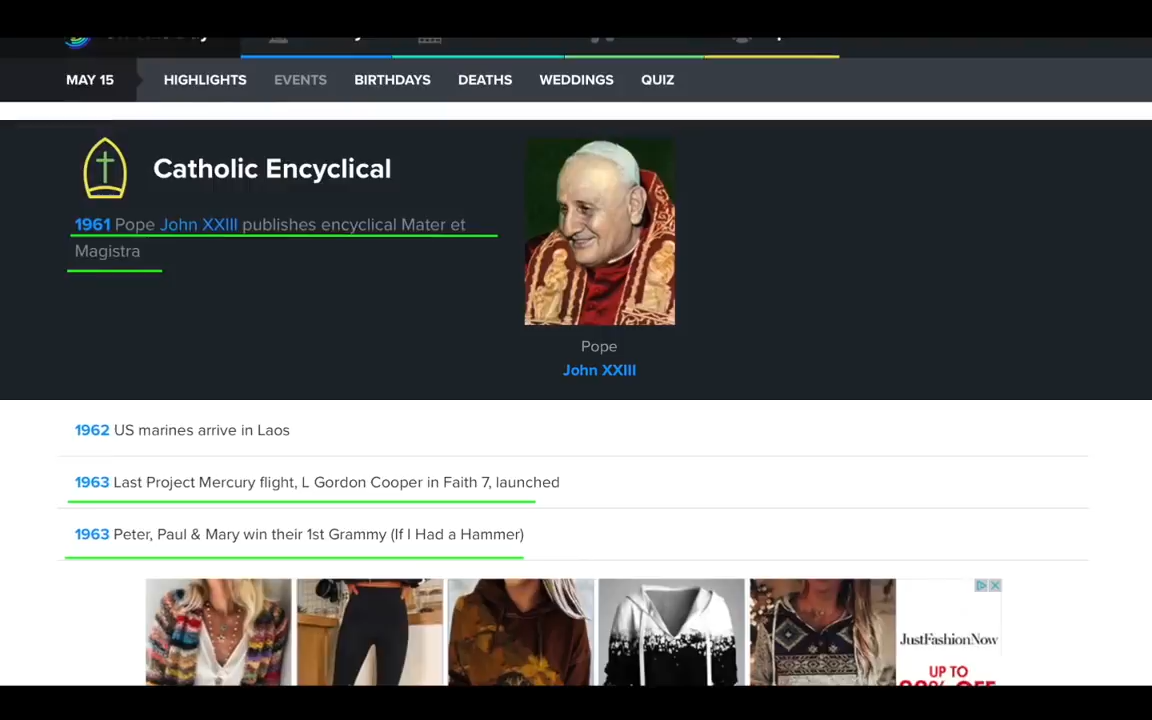 MAY 15
HIGHLIGHTS
EVENTS
BIRTHDAYS
DEATHS
WEDDINGS
QUIZ
Catholic Encyclical
1961 Pope John XXIII publishes encyclical Mater et
Magistra
Pope
John XXIII
1962 US marines arrive in Laos
1963 Last Project Mercury flight, L Gordon Cooper in Faith 7, launched
1963 Peter, Paul & Mary win their 1st Grammy (If I Had a Hammer)
JUSTFASHIONNOW
UP TO